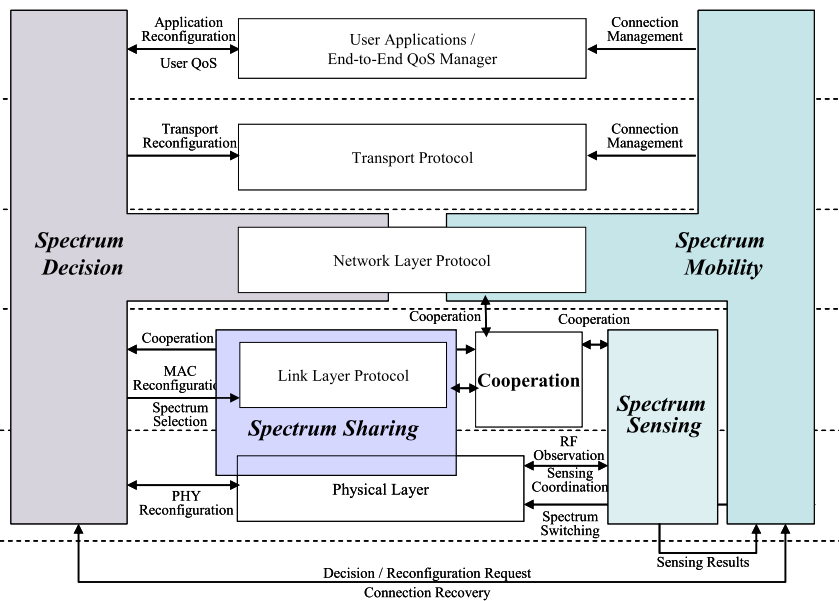 Application
Reconfiguration
User QoS
User Applications /
End-to-End QoS Manager
Connection
Management
Transport
Reconfiguration
Transport Protocol
Connection
Management
Spectrum
Decision
Network Layer Protocol
Spectrum
Mobility
Cooperation
Cooperation
Cooperation
MAC
Reconfiguratio
Spectrum
Selection
Link Layer Protocol
Spectrum Sharing
Cooperation
Spectrum
Sensing
RF
Observation
Sensing
Coordination
PHY
Reconfiguration
Physical Layer
Spectrum
Switching
Sensing Results
Decision / Reconfiguration Request
Connection Recovery